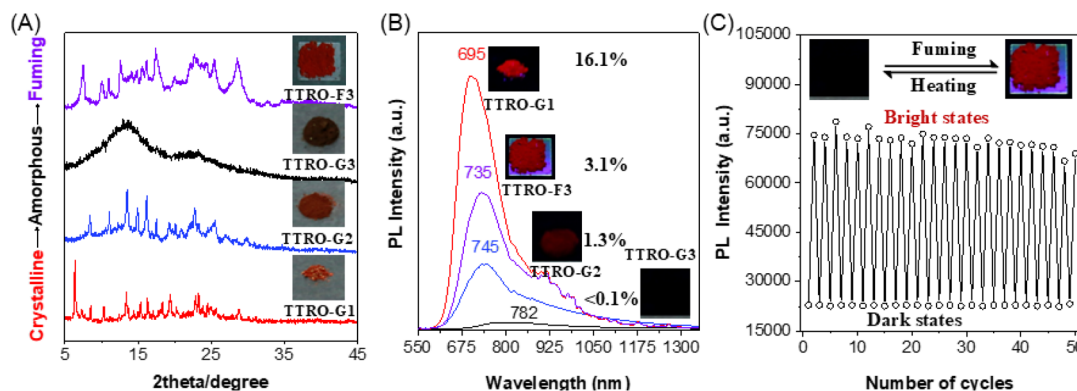 (A)
Crystalline → Amorphous → Fuming
TTRO-F3
TTRO-G3
TTRO-G2
TTRO-G1
5 15 25 35 45
2theta/degree
(B)
PL Intensity (a.u.)
695
16.1%
TTRO-G1
735
3.1%
TTRO-F3
745
1.3%
TTRO-G3
TTRO-G2
<0.1%
782
550 675 800 925 1050 1175 1300
Wavelength (nm)
(C)
PL Intensity (a.u.)
105000
90000
75000
60000
45000
30000
15000
Fuming
Heating
Bright states
Dark states
0 10 20 30 40 50
Number of cycles